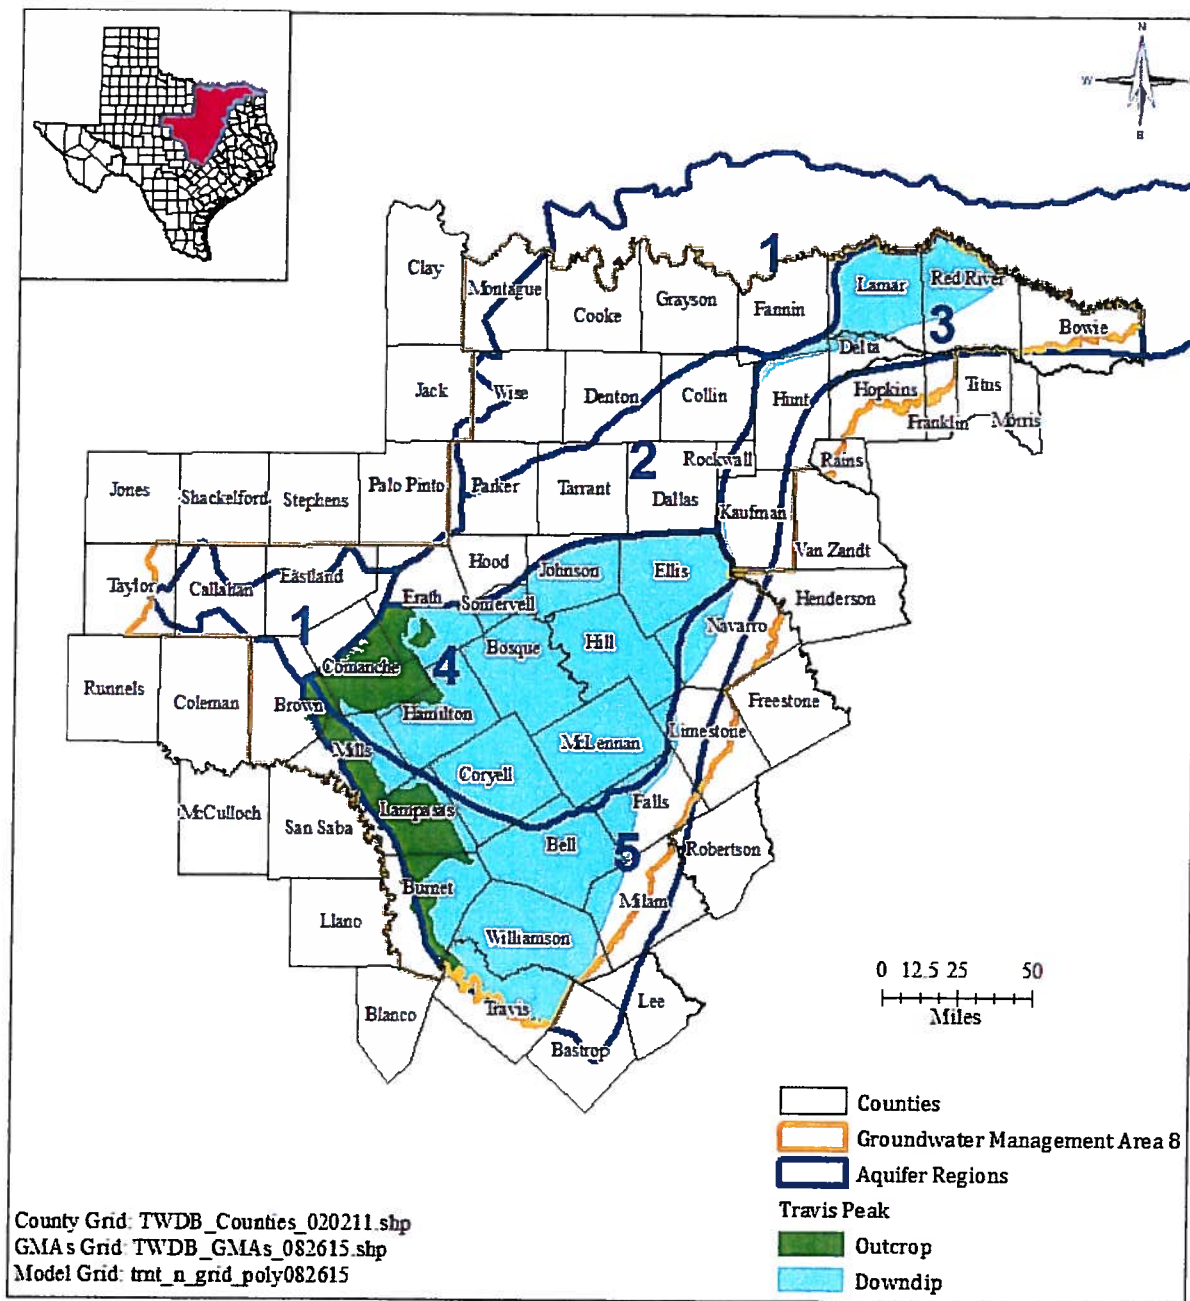 N
W
S
1
Clay
Montague
Cooke
Grayson
Fannin
Lamar
Red River
3
Bowie
Delta
Jack
Wise
Denton
Collin
Hunt
Hopkins
Titus
Franklin
Morris
2
Rockwall
Rains
Jones
Shackelford
Stephens
Palo Pinto
Parker
Tarrant
Dallas
Kaufman
Van Zandt
Hood
Johnson
Ellis
Taylor
Callahan
Eastland
Erath
Somervell
Henderson
1
Navarro
Bosque
Hill
Comanche
4
Runnels
Coleman
Brown
Hamilton
Freestone
Limestone
McLennan
Mills
Coryell
McCulloch
San Saba
Lampasas
Falls
Bell
5
Robertson
Burnet
Milam
Llano
Williamson
0 12.5 25 50
Miles
Blanco
Travis
Lee
Bastrop
Counties
Groundwater Management Area 8
Aquifer Regions
Travis Peak
Outcrop
Downdip
County Grid: TWDB_Counties_020211.shp
GMAs Grid: TWDB_GMAs_082615.shp
Model Grid: trnt_n_grid_poly082615